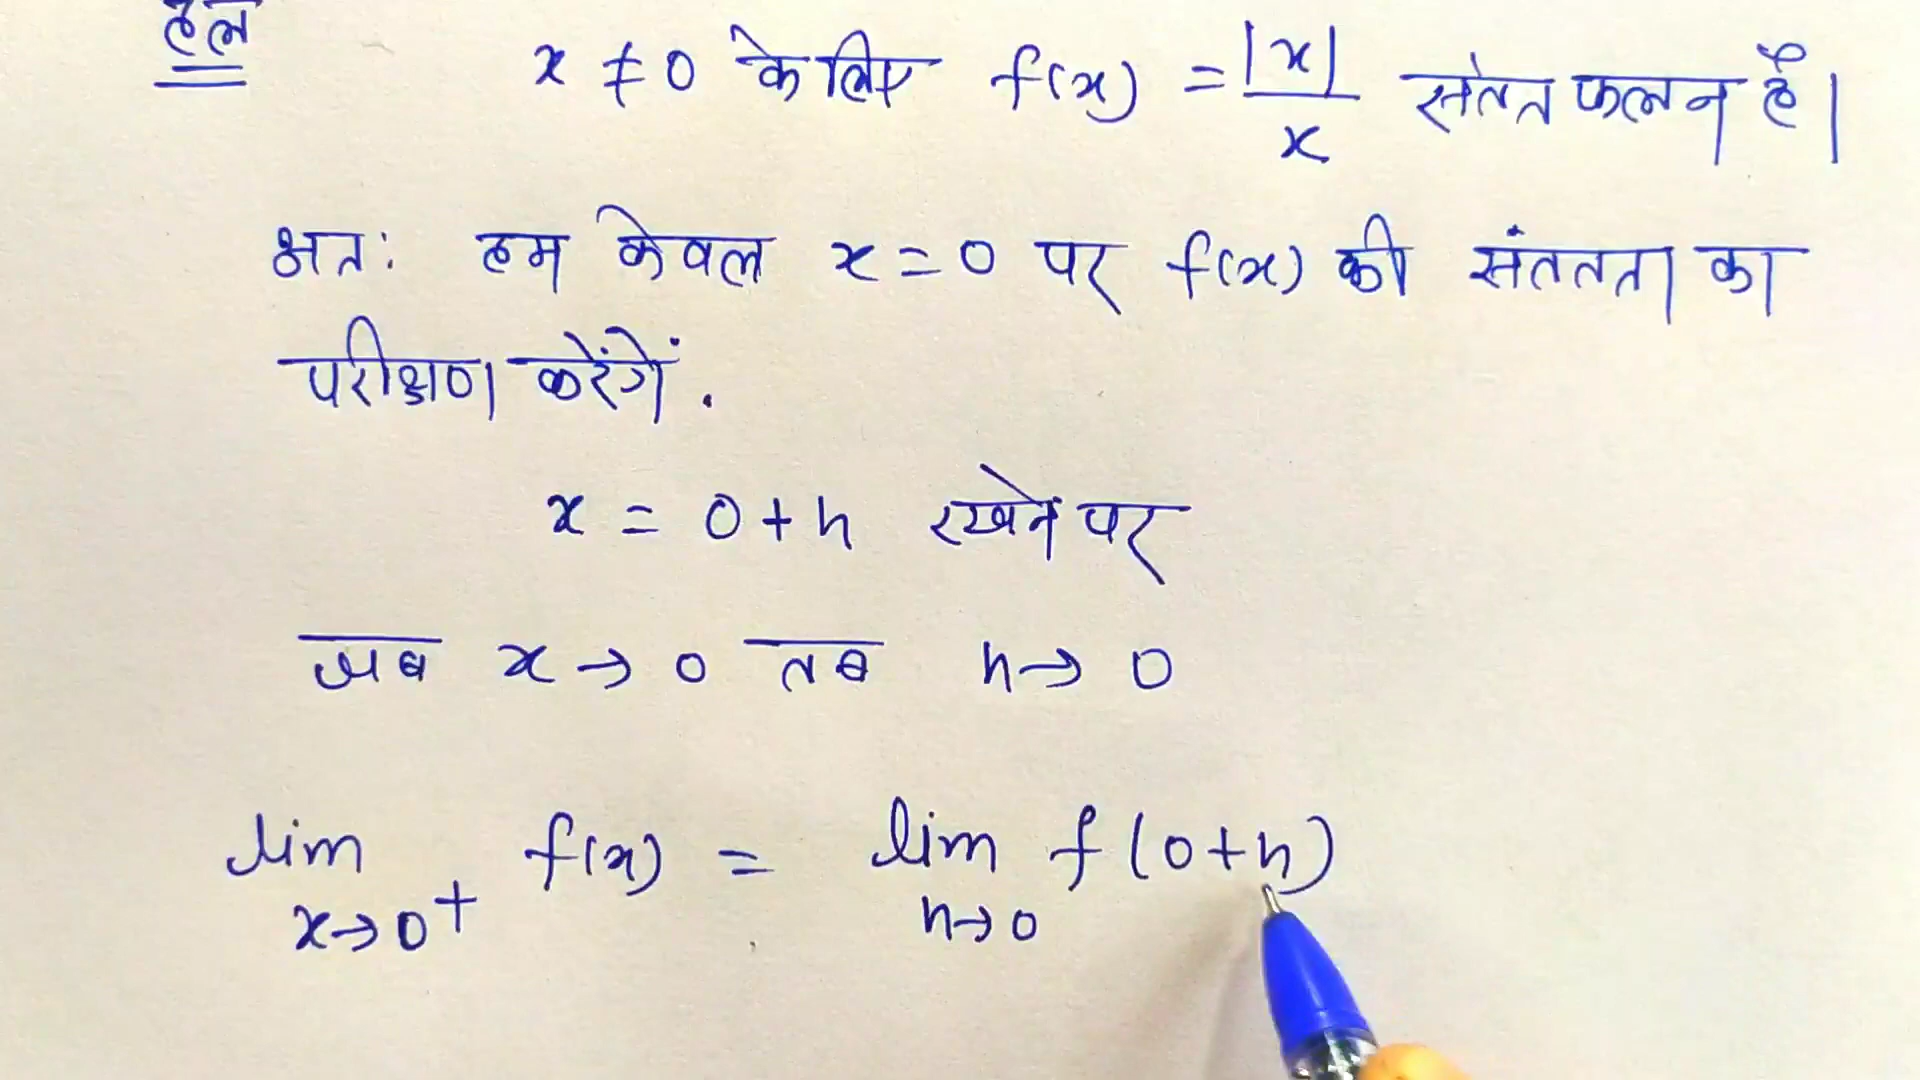 हल
x ≠ 0 के लिए f(x) = |x|/x संतत फलन है।
अतः हम केवल x = 0 पर f(x) की संततता का
परीक्षण करेंगें.
x = 0 + h रखने पर
जब x → 0 तब h → 0
lim x→0⁺ f(x) = lim h→0 f(0+h)